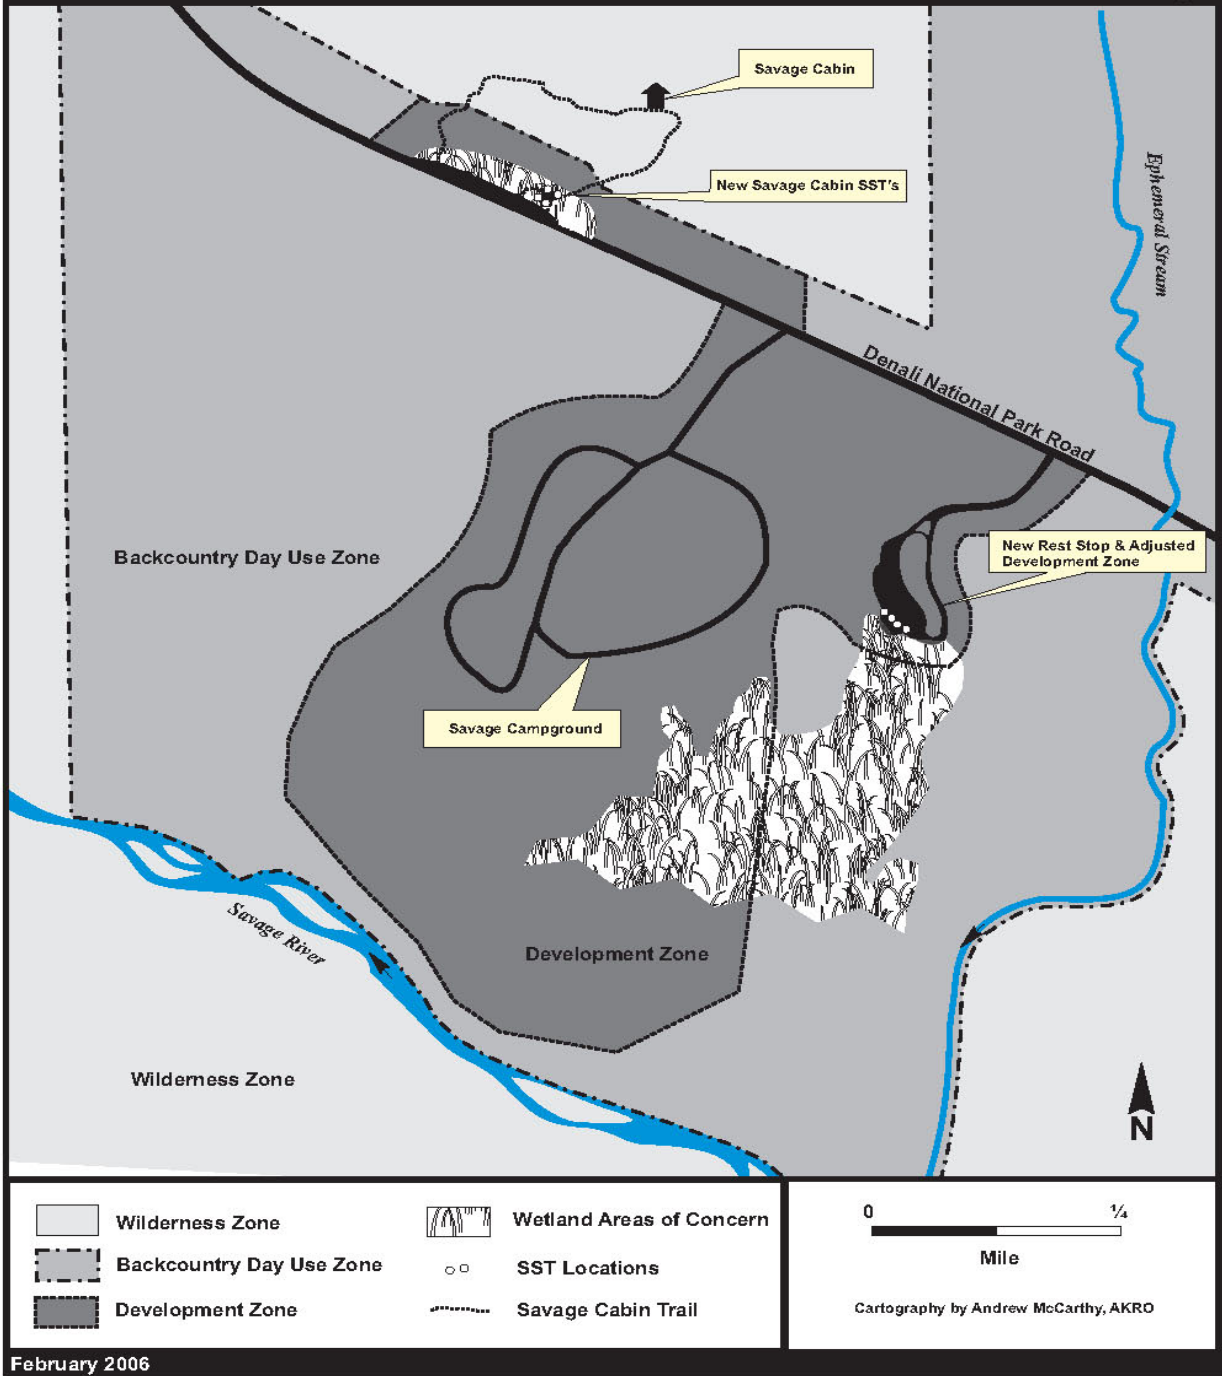 Savage Cabin
Ephemeral Stream
New Savage Cabin SST's
Denali National Park Road
Backcountry Day Use Zone
New Rest Stop & Adjusted
Development Zone
Savage Campground
Savage River
Development Zone
Wilderness Zone
N
Wilderness Zone
Backcountry Day Use Zone
Development Zone
Wetland Areas of Concern
SST Locations
Savage Cabin Trail
0 ¼
Mile
Cartography by Andrew McCarthy, AKRO
February 2006